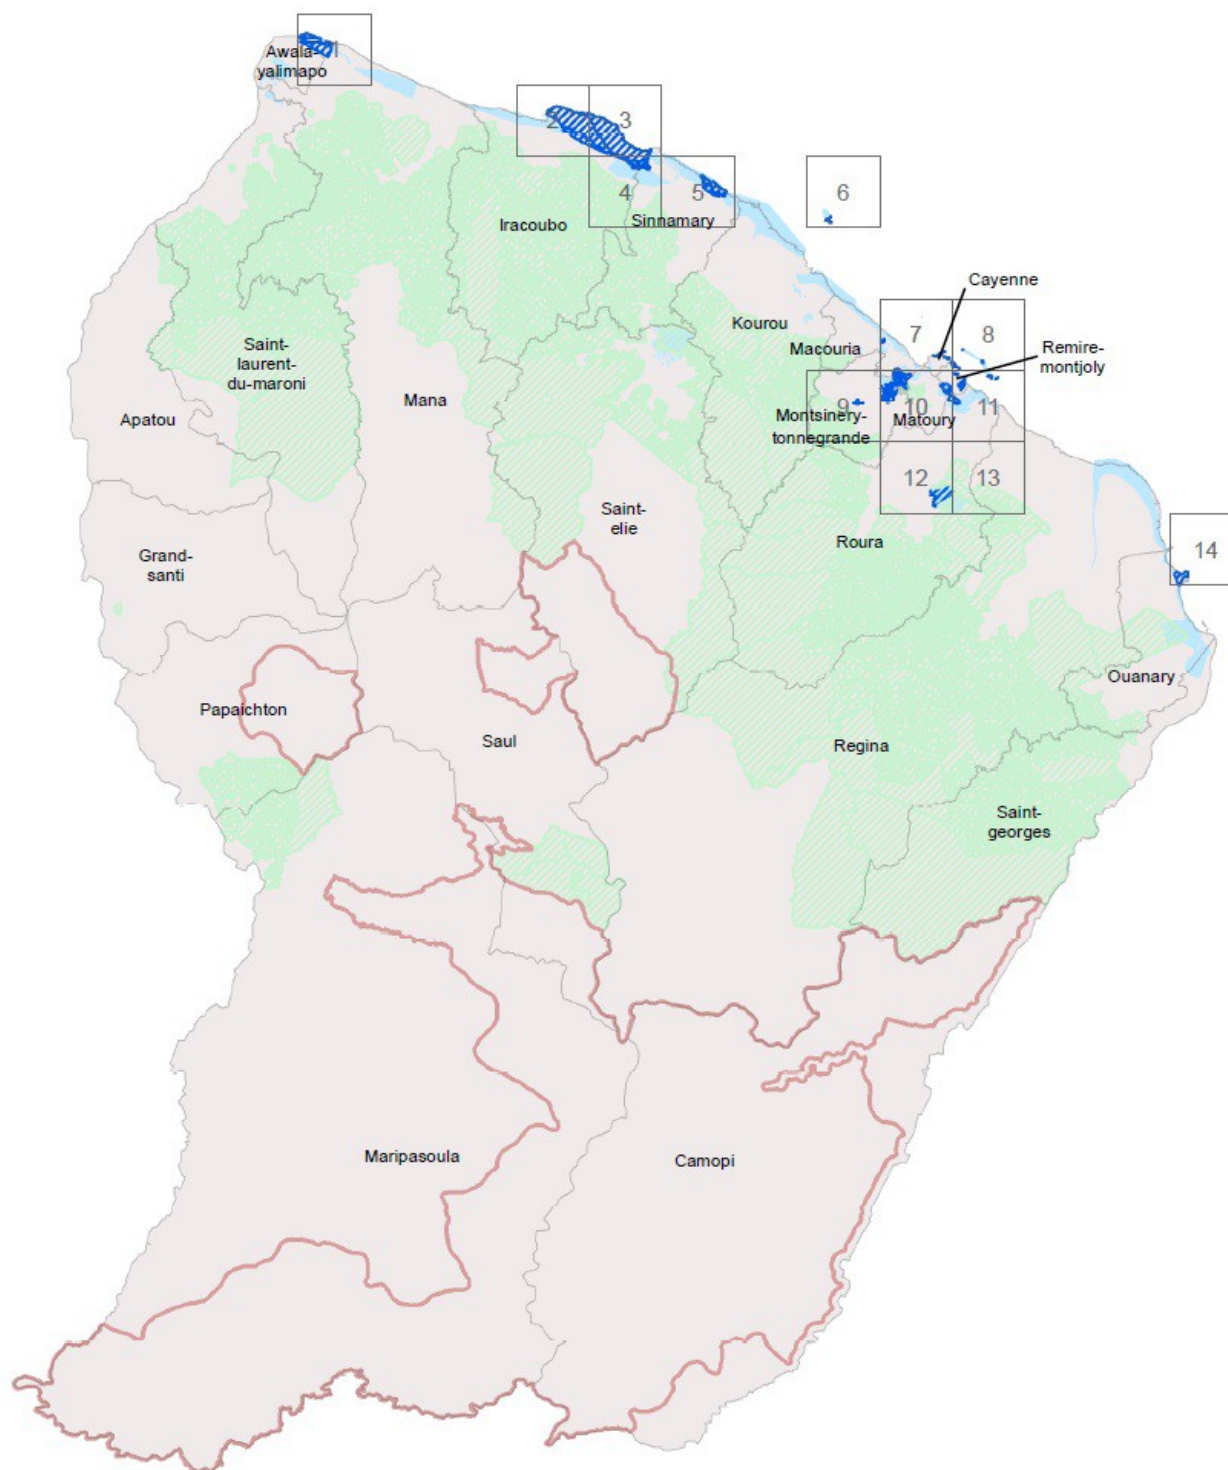 1
Awala-
yalimapo
2
3
4
5
6
Iracoubo
Sinnamary
Cayenne
Kourou
7
8
Macouria
Remire-
montjoly
Saint-
laurent-
du-maroni
Mana
Apatou
9
10
11
Montsinery-
tonnegrande
Matoury
12
13
Saint-
elie
Roura
14
Grand-
santi
Ouanary
Papaichton
Saul
Regina
Saint-
georges
Maripasoula
Camopi